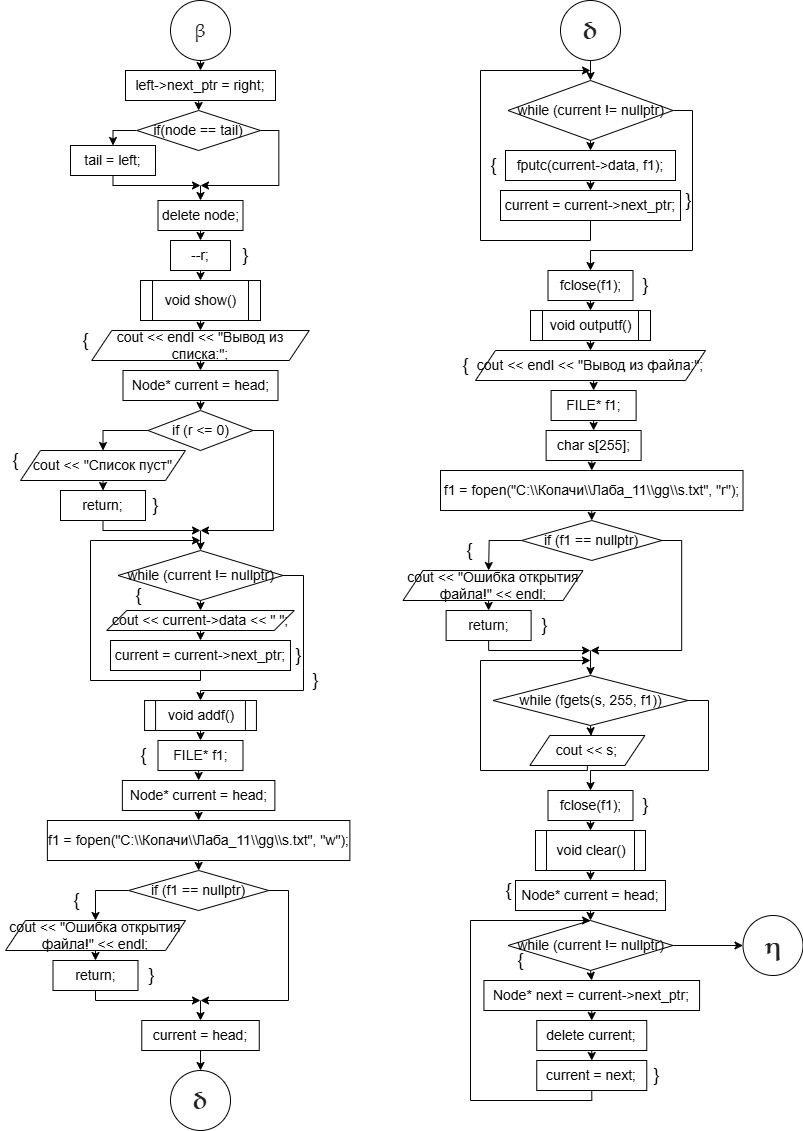 β
left->next_ptr = right;
if(node == tail)
tail = left;
delete node;
--r; }
void show()
{ cout << endl << "Вывод из
списка:";
Node* current = head;
if (r <= 0)
{ cout << "Список пуст"
return; }
while (current != nullptr)
{
cout << current->data << " ";
current = current->next_ptr; }
}
void addf()
{ FILE* f1;
Node* current = head;
f1 = fopen("C:\\Копачи\\Лаба_11\\gg\\s.txt", "w");
if (f1 == nullptr)
{
cout << "Ошибка открытия
файла!" << endl;
return; }
current = head;
δ
δ
while (current != nullptr)
{ fputc(current->data, f1);
current = current->next_ptr; }
fclose(f1); }
void outputf()
{ cout << endl << "Вывод из файла:";
FILE* f1;
char s[255];
f1 = fopen("C:\\Копачи\\Лаба_11\\gg\\s.txt", "r");
if (f1 == nullptr)
{
cout << "Ошибка открытия
файла!" << endl;
return; }
while (fgets(s, 255, f1))
cout << s;
fclose(f1); }
void clear()
{ Node* current = head;
while (current != nullptr)
{
η
Node* next = current->next_ptr;
delete current;
current = next; }